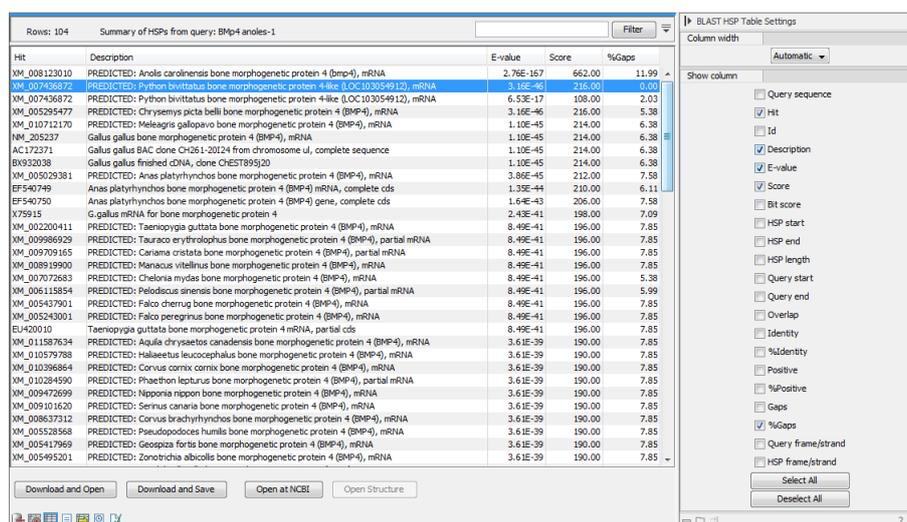 Rows: 104 Summary of HSPs from query: BMp4 anoles-1 Filter
Hit Description E-value Score %Gaps
XM_008123010 PREDICTED: Anolis carolinensis bone morphogenetic protein 4 (bmp4), mRNA 2.76E-167 662.00 11.99
XM_007436872 PREDICTED: Python bivittatus bone morphogenetic protein 4-like (LOC103054912), mRNA 3.16E-46 216.00 0.00
XM_007436872 PREDICTED: Python bivittatus bone morphogenetic protein 4-like (LOC103054912), mRNA 6.53E-17 108.00 2.03
XM_005295477 PREDICTED: Chrysemys picta bellii bone morphogenetic protein 4 (BMP4), mRNA 3.16E-46 216.00 5.38
XM_010712170 PREDICTED: Meleagris gallopavo bone morphogenetic protein 4 (BMP4), mRNA 1.10E-45 214.00 6.38
NM_205237 Gallus gallus bone morphogenetic protein 4 (BMP4), mRNA 1.10E-45 214.00 6.38
AC172371 Gallus gallus BAC clone CH261-20I24 from chromosome ul, complete sequence 1.10E-45 214.00 6.38
BX932038 Gallus gallus finished cDNA, clone ChEST895j20 1.10E-45 214.00 6.38
XM_005029381 PREDICTED: Anas platyrhynchos bone morphogenetic protein 4 (BMP4), mRNA 3.86E-45 212.00 7.58
EF540749 Anas platyrhynchos bone morphogenetic protein 4 (BMP4) mRNA, complete cds 1.35E-44 210.00 6.11
EF540750 Anas platyrhynchos bone morphogenetic protein 4 (BMP4) gene, complete cds 1.64E-43 206.00 7.58
X75915 G.gallus mRNA for bone morphogenetic protein 4 2.43E-41 198.00 7.09
XM_002200411 PREDICTED: Taeniopygia guttata bone morphogenetic protein 4 (BMP4), mRNA 8.49E-41 196.00 7.85
XM_009986929 PREDICTED: Tauraco erythrolophus bone morphogenetic protein 4 (BMP4), partial mRNA 8.49E-41 196.00 7.85
XM_009709165 PREDICTED: Cariama cristata bone morphogenetic protein 4 (BMP4), partial mRNA 8.49E-41 196.00 7.85
XM_008919900 PREDICTED: Manacus vitellinus bone morphogenetic protein 4 (BMP4), mRNA 8.49E-41 196.00 7.85
XM_007072683 PREDICTED: Chelonia mydas bone morphogenetic protein 4 (BMP4), mRNA 8.49E-41 196.00 5.38
XM_006115854 PREDICTED: Pelodiscus sinensis bone morphogenetic protein 4 (BMP4), partial mRNA 8.49E-41 196.00 5.99
XM_005437901 PREDICTED: Falco cherrug bone morphogenetic protein 4 (BMP4), mRNA 8.49E-41 196.00 7.85
XM_005243001 PREDICTED: Falco peregrinus bone morphogenetic protein 4 (BMP4), mRNA 8.49E-41 196.00 7.85
EU420010 Taeniopygia guttata bone morphogenetic protein 4 mRNA, partial cds 8.49E-41 196.00 7.85
XM_011587634 PREDICTED: Aquila chrysaetos canadensis bone morphogenetic protein 4 (BMP4), mRNA 3.61E-39 190.00 7.85
XM_010579788 PREDICTED: Haliaeetus leucocephalus bone morphogenetic protein 4 (BMP4), mRNA 3.61E-39 190.00 7.85
XM_010396864 PREDICTED: Corvus cornix cornix bone morphogenetic protein 4 (BMP4), mRNA 3.61E-39 190.00 7.85
XM_010284590 PREDICTED: Phaethon lepturus bone morphogenetic protein 4 (BMP4), partial mRNA 3.61E-39 190.00 7.85
XM_009472699 PREDICTED: Nipponia nippon bone morphogenetic protein 4 (BMP4), mRNA 3.61E-39 190.00 7.85
XM_009101620 PREDICTED: Serinus canaria bone morphogenetic protein 4 (BMP4), mRNA 3.61E-39 190.00 7.85
XM_008637312 PREDICTED: Corvus brachyrhynchos bone morphogenetic protein 4 (BMP4), mRNA 3.61E-39 190.00 7.85
XM_005528568 PREDICTED: Pseudopodoces humilis bone morphogenetic protein 4 (BMP4), mRNA 3.61E-39 190.00 7.85
XM_005417969 PREDICTED: Geospiza fortis bone morphogenetic protein 4 (BMP4), mRNA 3.61E-39 190.00 7.85
XM_005495201 PREDICTED: Zonotrichia albicollis bone morphogenetic protein 4 (BMP4), mRNA 3.61E-39 190.00 7.85
Download and Open Download and Save Open at NCBI Open Structure
BLAST HSP Table Settings
Column width
Automatic
Show column
Query sequence
Hit
Id
Description
E-value
Score
Bit score
HSP start
HSP end
HSP length
Query start
Query end
Overlap
Identity
%Identity
Positive
%Positive
Gaps
%Gaps
Query frame/strand
HSP frame/strand
Select All
Deselect All